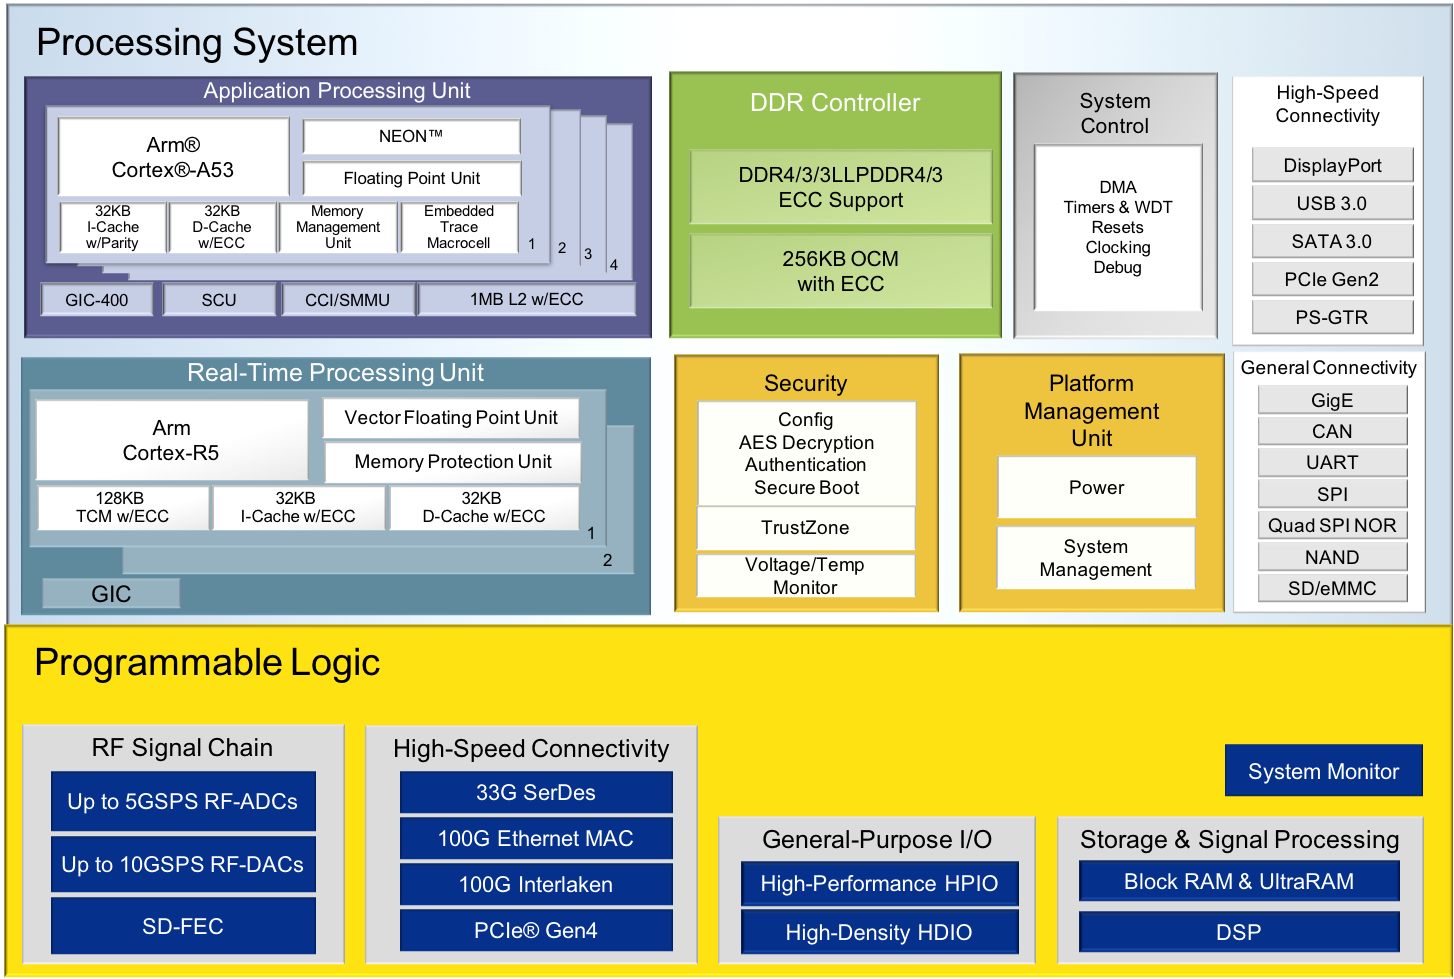 Processing System
Application Processing Unit
Arm®
Cortex®-A53
NEON™
Floating Point Unit
32KB
I-Cache
w/Parity
32KB
D-Cache
w/ECC
Memory
Management
Unit
Embedded
Trace
Macrocell
1
2
3
4
GIC-400
SCU
CCI/SMMU
1MB L2 w/ECC
DDR Controller
DDR4/3/3LLPDDR4/3
ECC Support
256KB OCM
with ECC
System
Control
DMA
Timers & WDT
Resets
Clocking
Debug
High-Speed
Connectivity
DisplayPort
USB 3.0
SATA 3.0
PCIe Gen2
PS-GTR
Real-Time Processing Unit
Arm
Cortex-R5
Vector Floating Point Unit
Memory Protection Unit
128KB
TCM w/ECC
32KB
I-Cache w/ECC
32KB
D-Cache w/ECC
1
2
GIC
Security
Config
AES Decryption
Authentication
Secure Boot
TrustZone
Voltage/Temp
Monitor
Platform
Management
Unit
Power
System
Management
General Connectivity
GigE
CAN
UART
SPI
Quad SPI NOR
NAND
SD/eMMC
Programmable Logic
RF Signal Chain
Up to 5GSPS RF-ADCs
Up to 10GSPS RF-DACs
SD-FEC
High-Speed Connectivity
33G SerDes
100G Ethernet MAC
100G Interlaken
PCIe® Gen4
General-Purpose I/O
High-Performance HPIO
High-Density HDIO
System Monitor
Storage & Signal Processing
Block RAM & UltraRAM
DSP